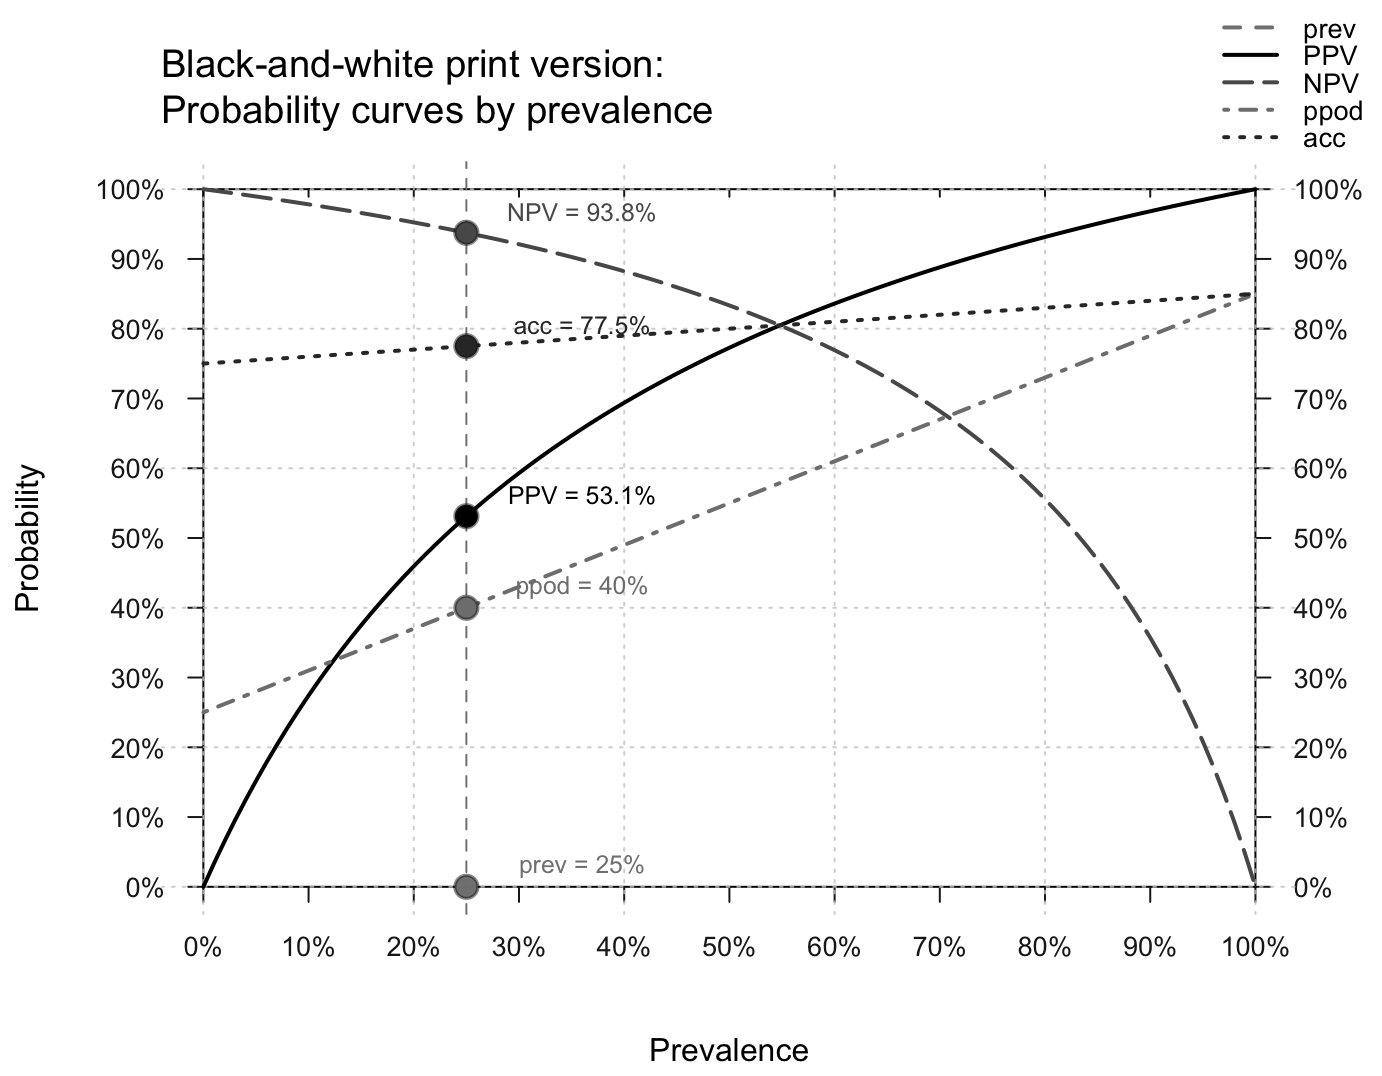 prev
PPV
NPV
ppod
acc
Black-and-white print version:
Probability curves by prevalence
100%
90%
80%
70%
60%
50%
40%
30%
20%
10%
0%
Probability
NPV = 93.8%
acc = 77.5%
PPV = 53.1%
ppod = 40%
prev = 25%
100%
90%
80%
70%
60%
50%
40%
30%
20%
10%
0%
0% 10% 20% 30% 40% 50% 60% 70% 80% 90% 100%
Prevalence